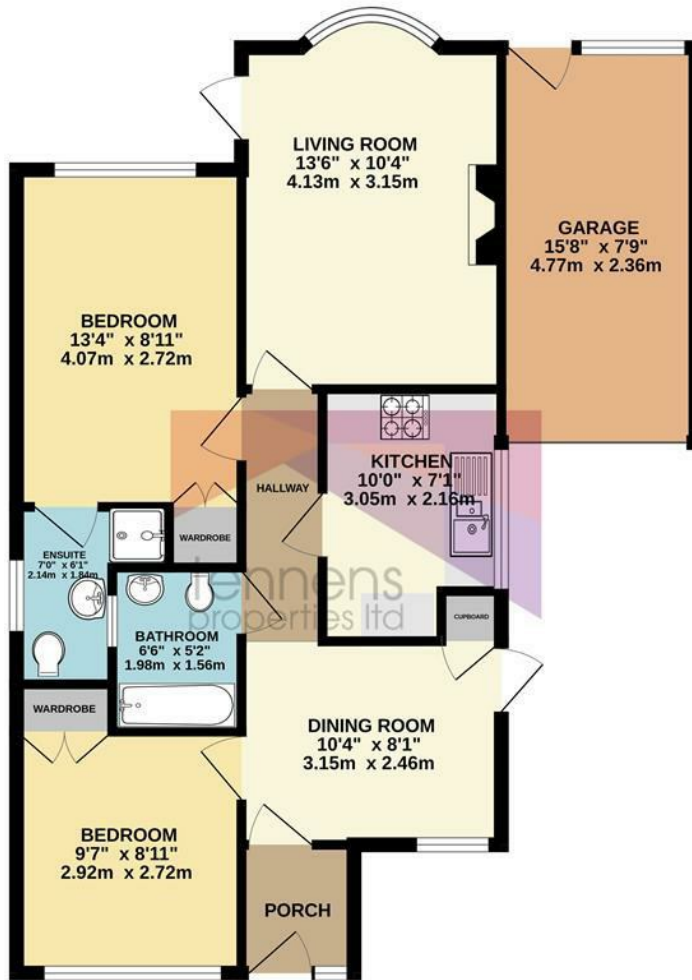 LIVING ROOM
13'6" x 10'4"
4.13m x 3.15m
GARAGE
15'8" x 7'9"
4.77m x 2.36m
BEDROOM
13'4" x 8'11"
4.07m x 2.72m
HALLWAY
KITCHEN
10'0" x 7'1"
3.05m x 2.16m
WARDROBE
ENSUITE
7'0" x 6'1"
2.14m x 1.84m
tennens
properties ltd
BATHROOM
6'6" x 5'2"
1.98m x 1.56m
CUPBOARD
WARDROBE
DINING ROOM
10'4" x 8'1"
3.15m x 2.46m
BEDROOM
9'7" x 8'11"
2.92m x 2.72m
PORCH